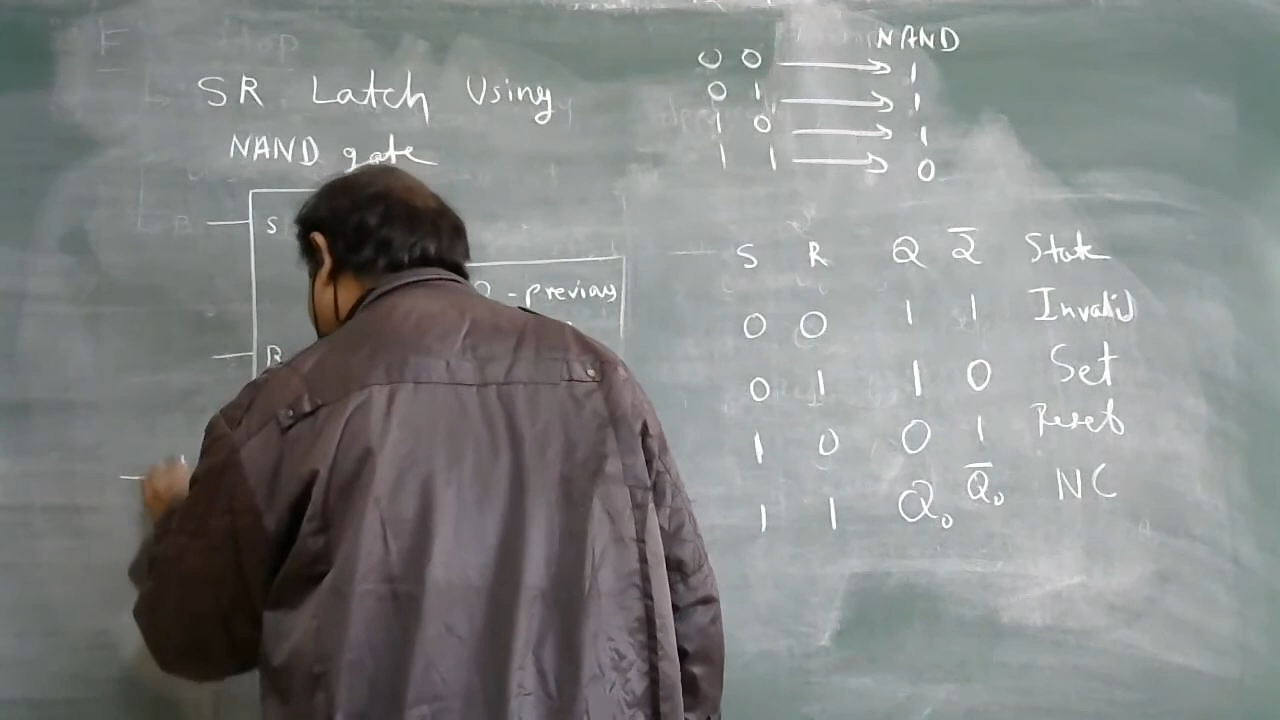 SR Latch Using
NAND gate
S
R
Q - previous
NAND
0 0 → 1
0 1 → 1
1 0 → 1
1 1 → 0
S R Q Q̅ State
0 0 1 1 Invalid
0 1 1 0 Set
1 0 0 1 Reset
1 1 Q₀ Q̅₀ NC